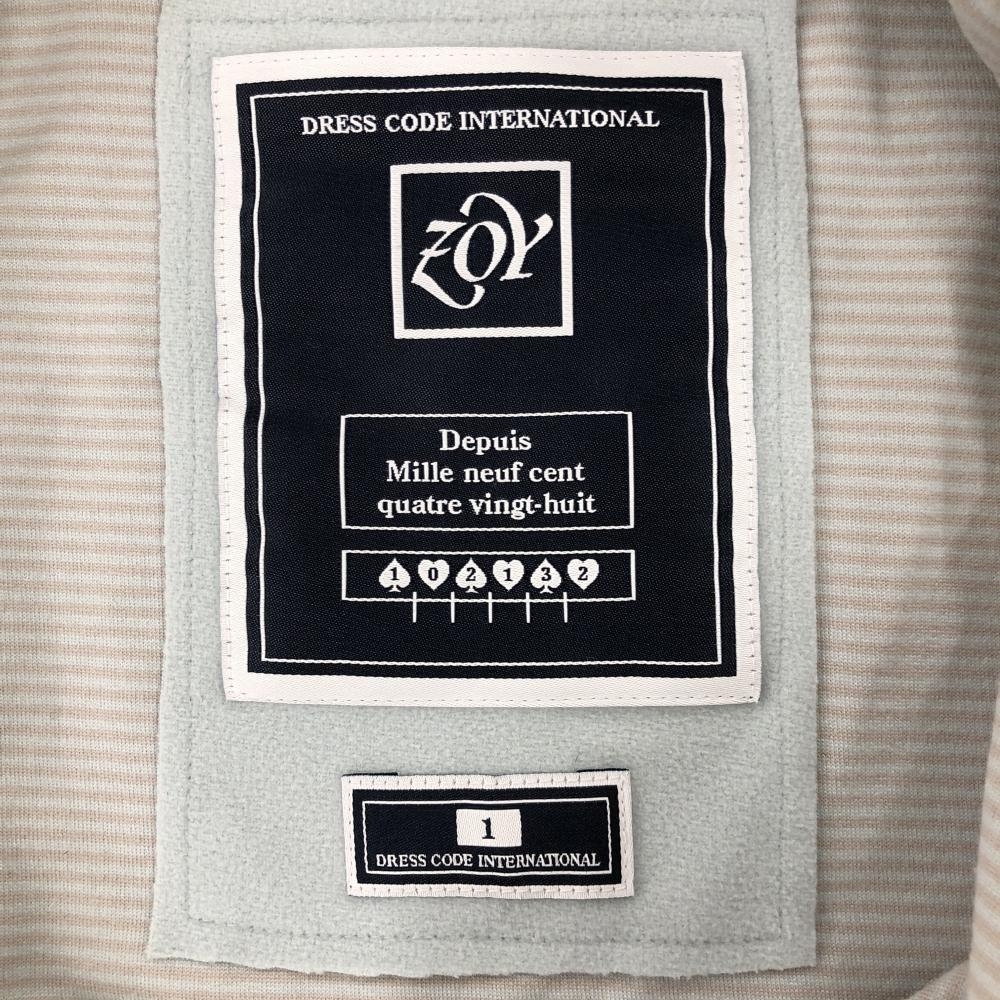 DRESS CODE INTERNATIONAL
ZOY
Depuis
Mille neuf cent
quatre vingt-huit
1 0 2 1 3 2
1
DRESS CODE INTERNATIONAL